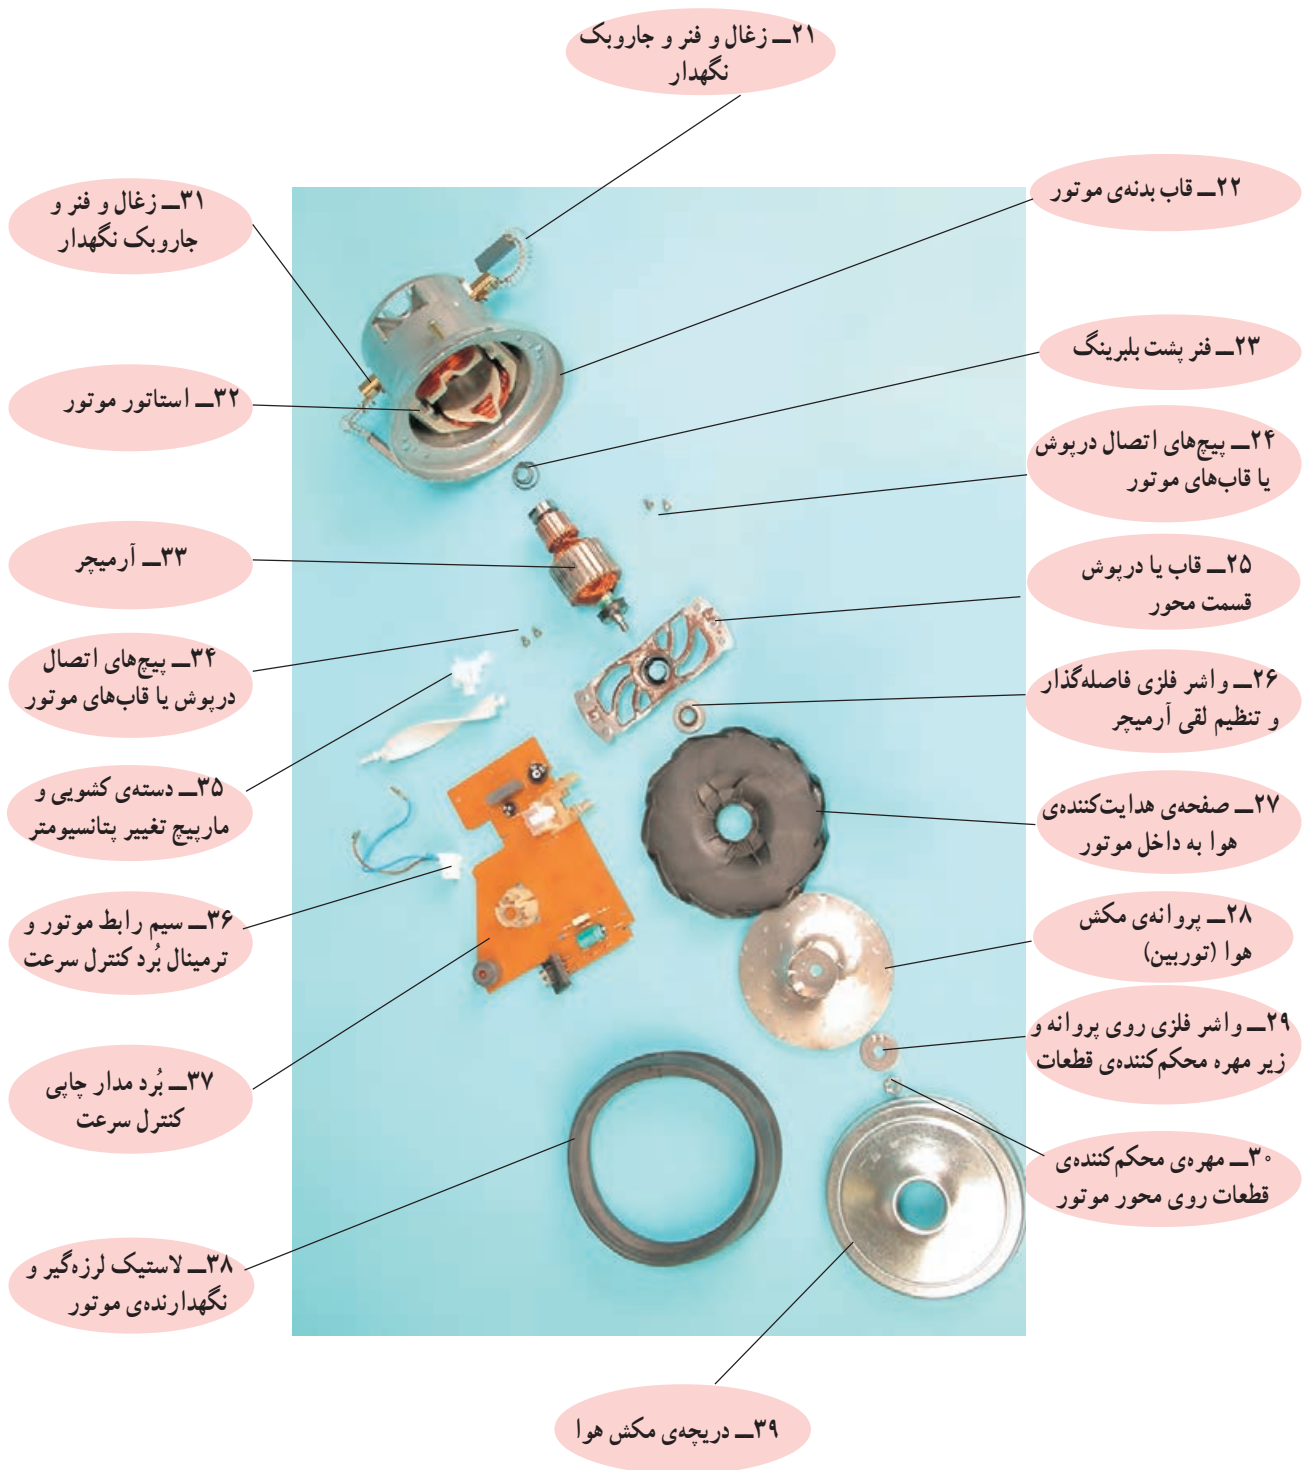 ۲۱ــ زغال و فنر و جاروبک
نگهدار
۲۲ــ قاب بدنه‌ی موتور
۲۳ــ فنر پشت بلبرینگ
۲۴ــ پیچ‌های اتصال درپوش
یا قاب‌های موتور
۲۵ــ قاب یا درپوش
قسمت محور
۲۶ــ واشر فلزی فاصله‌گذار
و تنظیم لقی آرمیچر
۲۷ــ صفحه‌ی هدایت‌کننده‌ی
هوا به داخل موتور
۲۸ــ پروانه‌ی مکش
هوا (توربین)
۲۹ــ واشر فلزی روی پروانه و
زیر مهره محکم‌کننده‌ی قطعات
۳۰ــ مهره‌ی محکم‌کننده‌ی
قطعات روی محور موتور
۳۱ــ زغال و فنر و
جاروبک نگهدار
۳۲ــ استاتور موتور
۳۳ــ آرمیچر
۳۴ــ پیچ‌های اتصال
درپوش یا قاب‌های موتور
۳۵ــ دسته‌ی کشویی و
مارپیچ تغییر پتانسیومتر
۳۶ــ سیم رابط موتور و
ترمینال بُرد کنترل سرعت
۳۷ــ بُرد مدار چاپی
کنترل سرعت
۳۸ــ لاستیک لرزه‌گیر و
نگهدارنده‌ی موتور
۳۹ــ دریچه‌ی مکش هوا